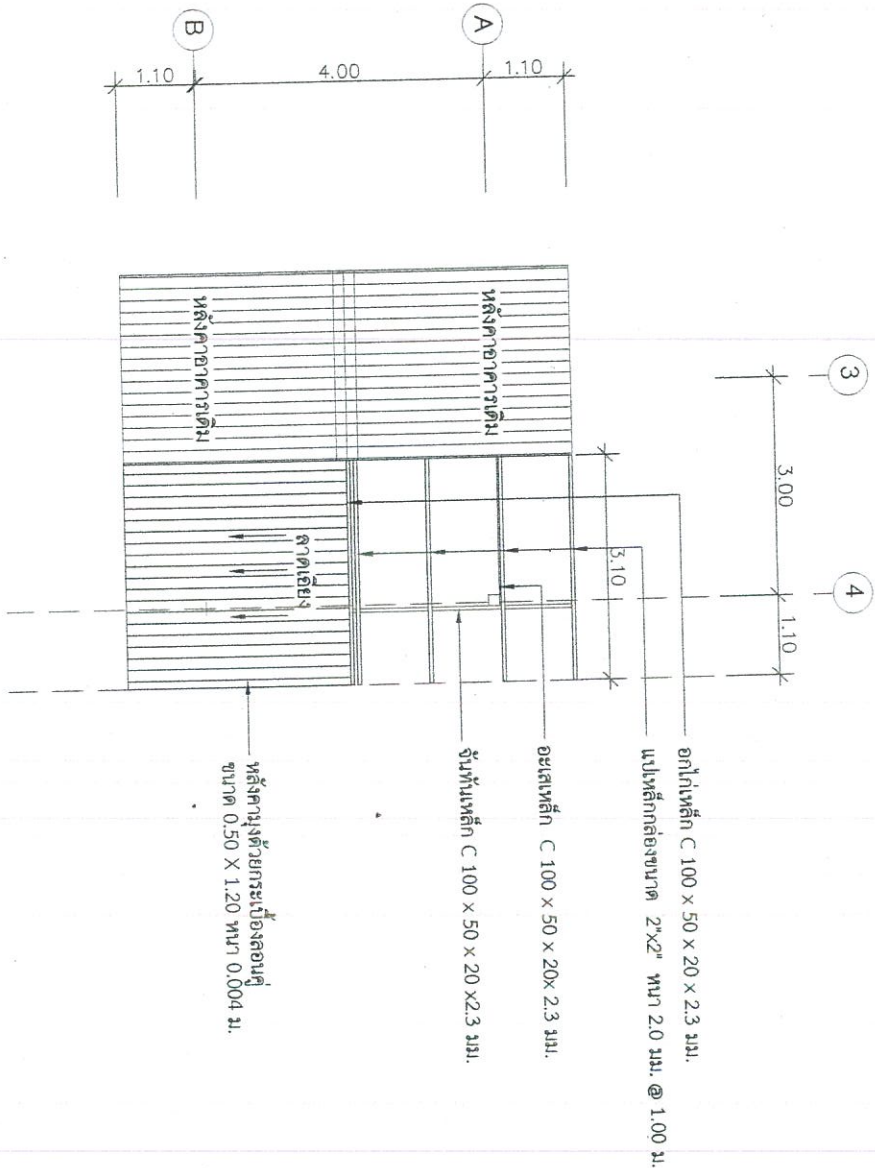 3
4
3.00
1.10
A
B
1.10
4.00
1.10
3.10
หลังคาอาคารเดิม
หลังคาอาคารเดิม
ลาดเอียง
อกไก่เหล็ก C 100 x 50 x 20 x 2.3 มม.
แปเหล็กกล่องขนาด 2"x2" หนา 2.0 มม. @ 1.00 ม.
อะเสเหล็ก C 100 x 50 x 20x 2.3 มม.
จันทันเหล็ก C 100 x 50 x 20 x2.3 มม.
หลังคามุงด้วยกระเบื้องลอนคู่
ขนาด 0.50 X 1.20 หนา 0.004 ม.